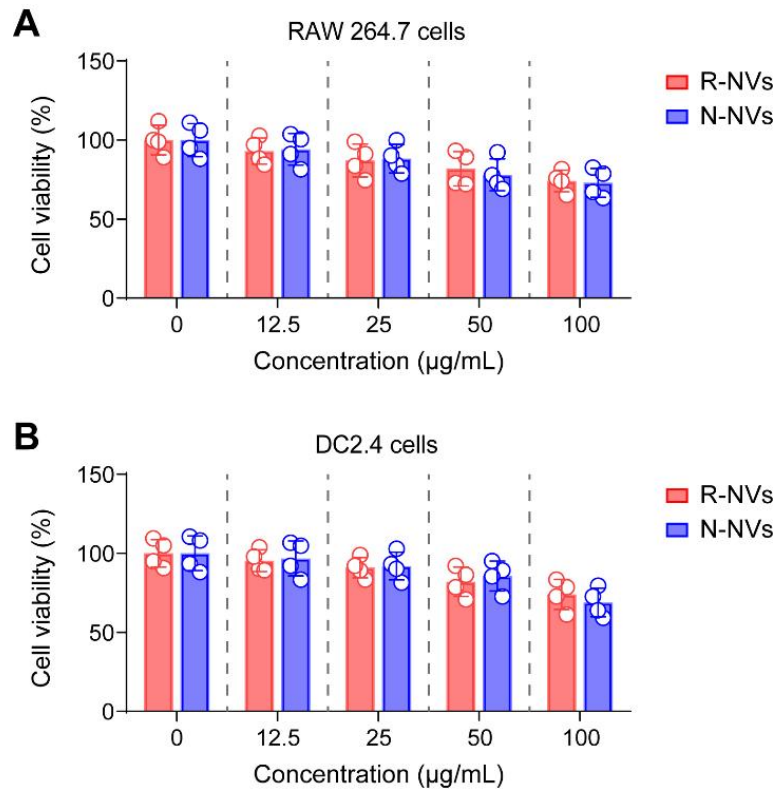 A
RAW 264.7 cells
150
100
50
0
Cell viability (%)
0 12.5 25 50 100
Concentration (µg/mL)
R-NVs
N-NVs
B
DC2.4 cells
150
100
50
0
Cell viability (%)
0 12.5 25 50 100
Concentration (µg/mL)
R-NVs
N-NVs